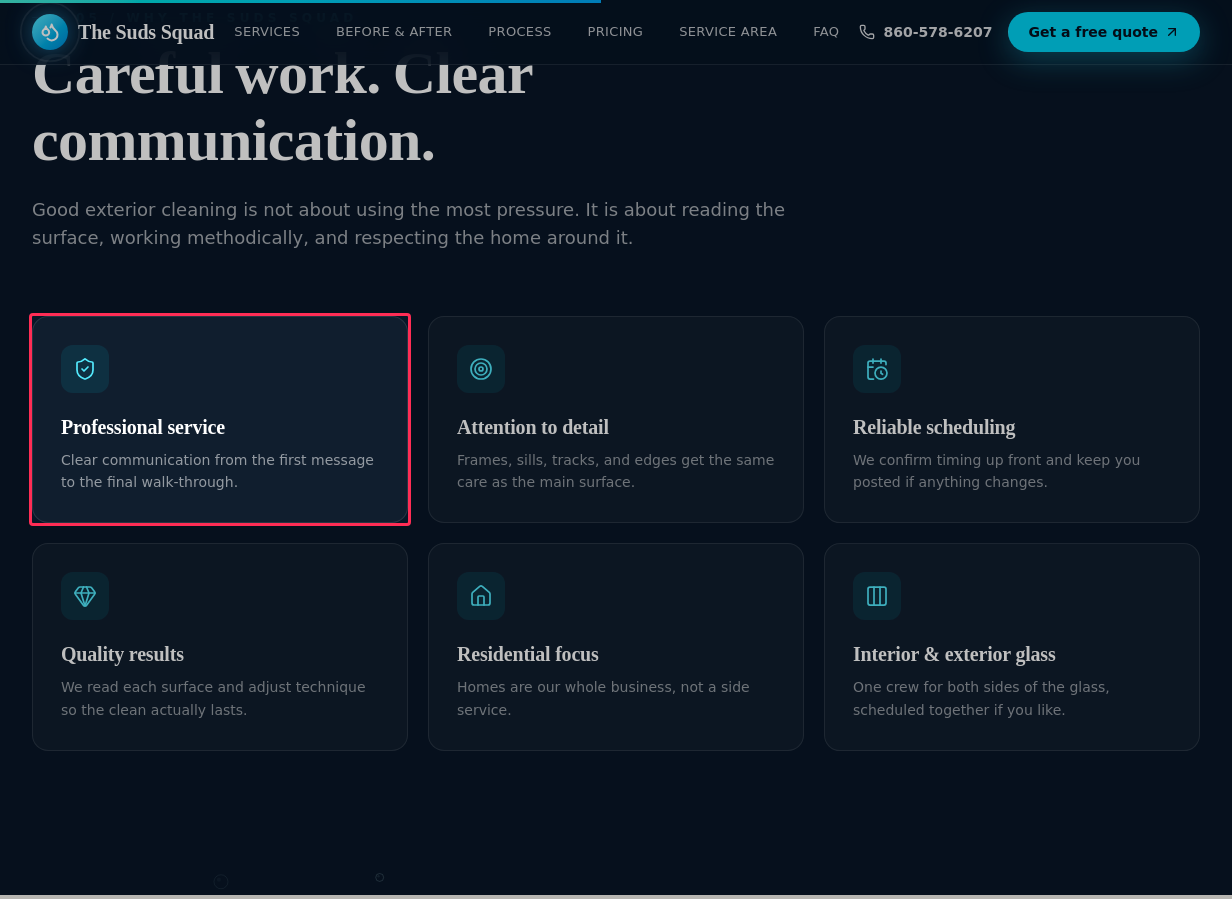 WHY THE SUDS SQUAD
The Suds Squad
SERVICES
BEFORE & AFTER
PROCESS
PRICING
SERVICE AREA
FAQ
860-578-6207
Get a free quote
Careful work. Clear
communication.
Good exterior cleaning is not about using the most pressure. It is about reading the
surface, working methodically, and respecting the home around it.
Professional service
Clear communication from the first message
to the final walk-through.
Attention to detail
Frames, sills, tracks, and edges get the same
care as the main surface.
Reliable scheduling
We confirm timing up front and keep you
posted if anything changes.
Quality results
We read each surface and adjust technique
so the clean actually lasts.
Residential focus
Homes are our whole business, not a side
service.
Interior & exterior glass
One crew for both sides of the glass,
scheduled together if you like.